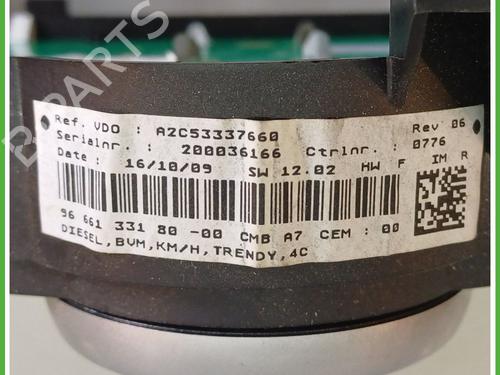 B-PARTS
Ref. VDO : A2C53337660 Rev 06
Serialnr. : 200036166 Ctrlnr. : 0776
Date : 16/10/09 SW 12.02 HW F IM R
96 661 331 80 -00 CMB A7 CEM : 00
DIESEL,BVM,KM/H,TRENDY,4C